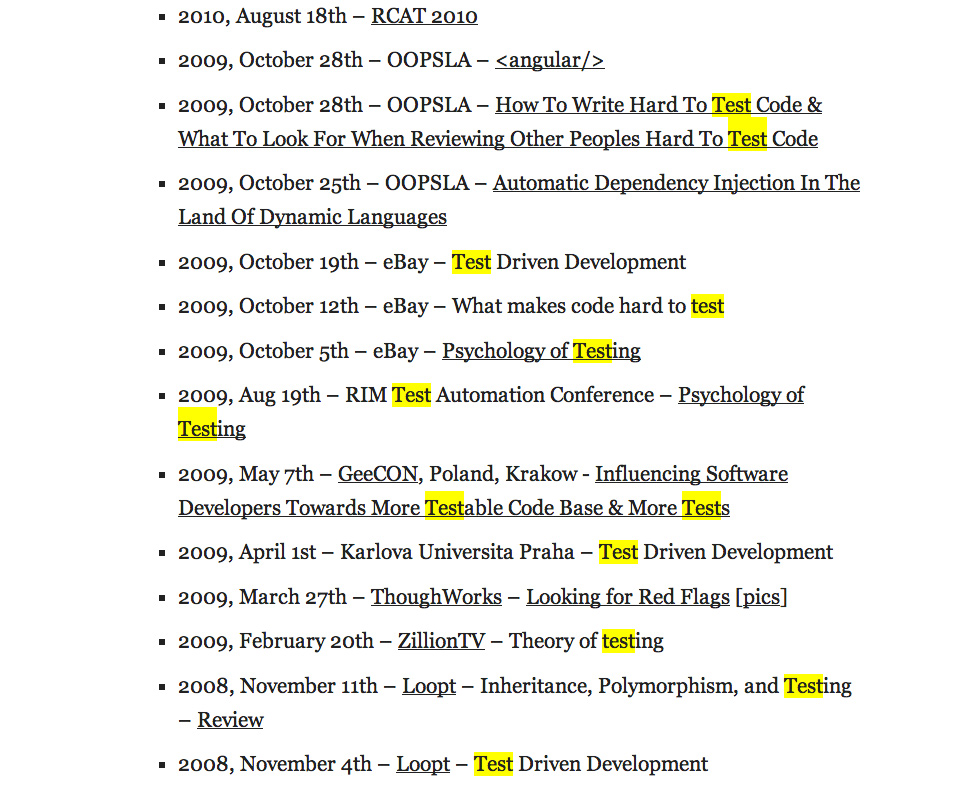 2010, August 18th – RCAT 2010
2009, October 28th – OOPSLA – <angular/>
2009, October 28th – OOPSLA – How To Write Hard To Test Code &
What To Look For When Reviewing Other Peoples Hard To Test Code
2009, October 25th – OOPSLA – Automatic Dependency Injection In The
Land Of Dynamic Languages
2009, October 19th – eBay – Test Driven Development
2009, October 12th – eBay – What makes code hard to test
2009, October 5th – eBay – Psychology of Testing
2009, Aug 19th – RIM Test Automation Conference – Psychology of
Testing
2009, May 7th – GeeCON, Poland, Krakow - Influencing Software
Developers Towards More Testable Code Base & More Tests
2009, April 1st – Karlova Universita Praha – Test Driven Development
2009, March 27th – ThoughWorks – Looking for Red Flags [pics]
2009, February 20th – ZillionTV – Theory of testing
2008, November 11th – Loopt – Inheritance, Polymorphism, and Testing
– Review
2008, November 4th – Loopt – Test Driven Development